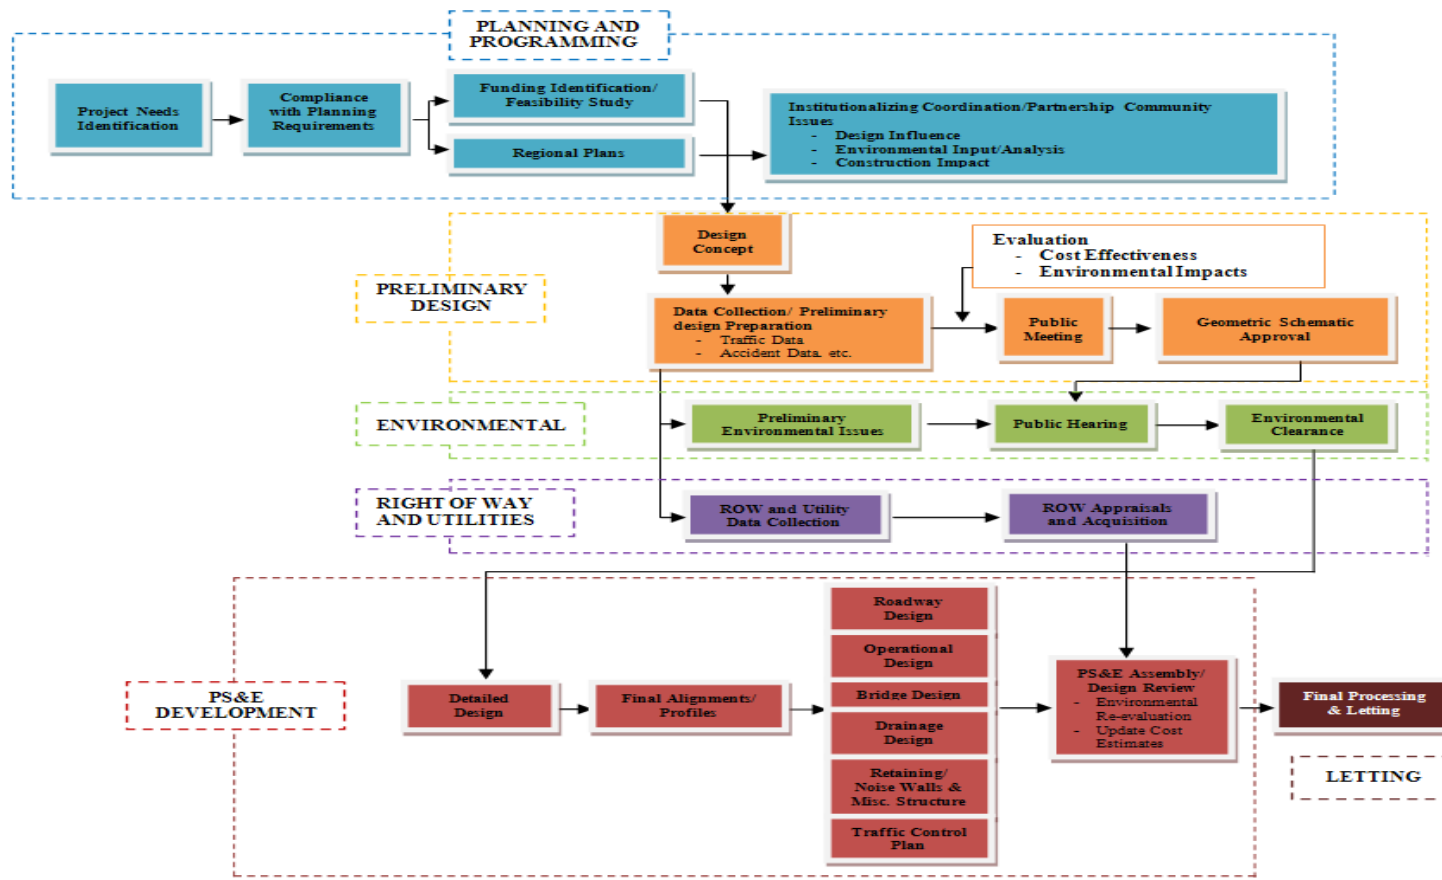 PLANNING AND
PROGRAMMING
Project Needs
Identification
Compliance
with Planning
Requirements
Funding Identification/
Feasibility Study
Regional Plans
Institutionalizing Coordination/Partnership Community
Issues
- Design Influence
- Environmental Input/Analysis
- Construction Impact
PRELIMINARY
DESIGN
Design
Concept
Evaluation
- Cost Effectiveness
- Environmental Impacts
Data Collection/ Preliminary
design Preparation
- Traffic Data
- Accident Data. etc.
Public
Meeting
Geometric Schematic
Approval
ENVIRONMENTAL
Preliminary
Environmental Issues
Public Hearing
Environmental
Clearance
RIGHT OF WAY
AND UTILITIES
ROW and Utility
Data Collection
ROW Appraisals
and Acquisition
PS&E
DEVELOPMENT
Detailed
Design
Final Alignments/
Profiles
Roadway
Design
Operational
Design
Bridge Design
Drainage
Design
Retaining/
Noise Walls &
Misc. Structure
Traffic Control
Plan
PS&E Assembly/
Design Review
- Environmental
Re-evaluation
- Update Cost
Estimates
Final Processing
& Letting
LETTING